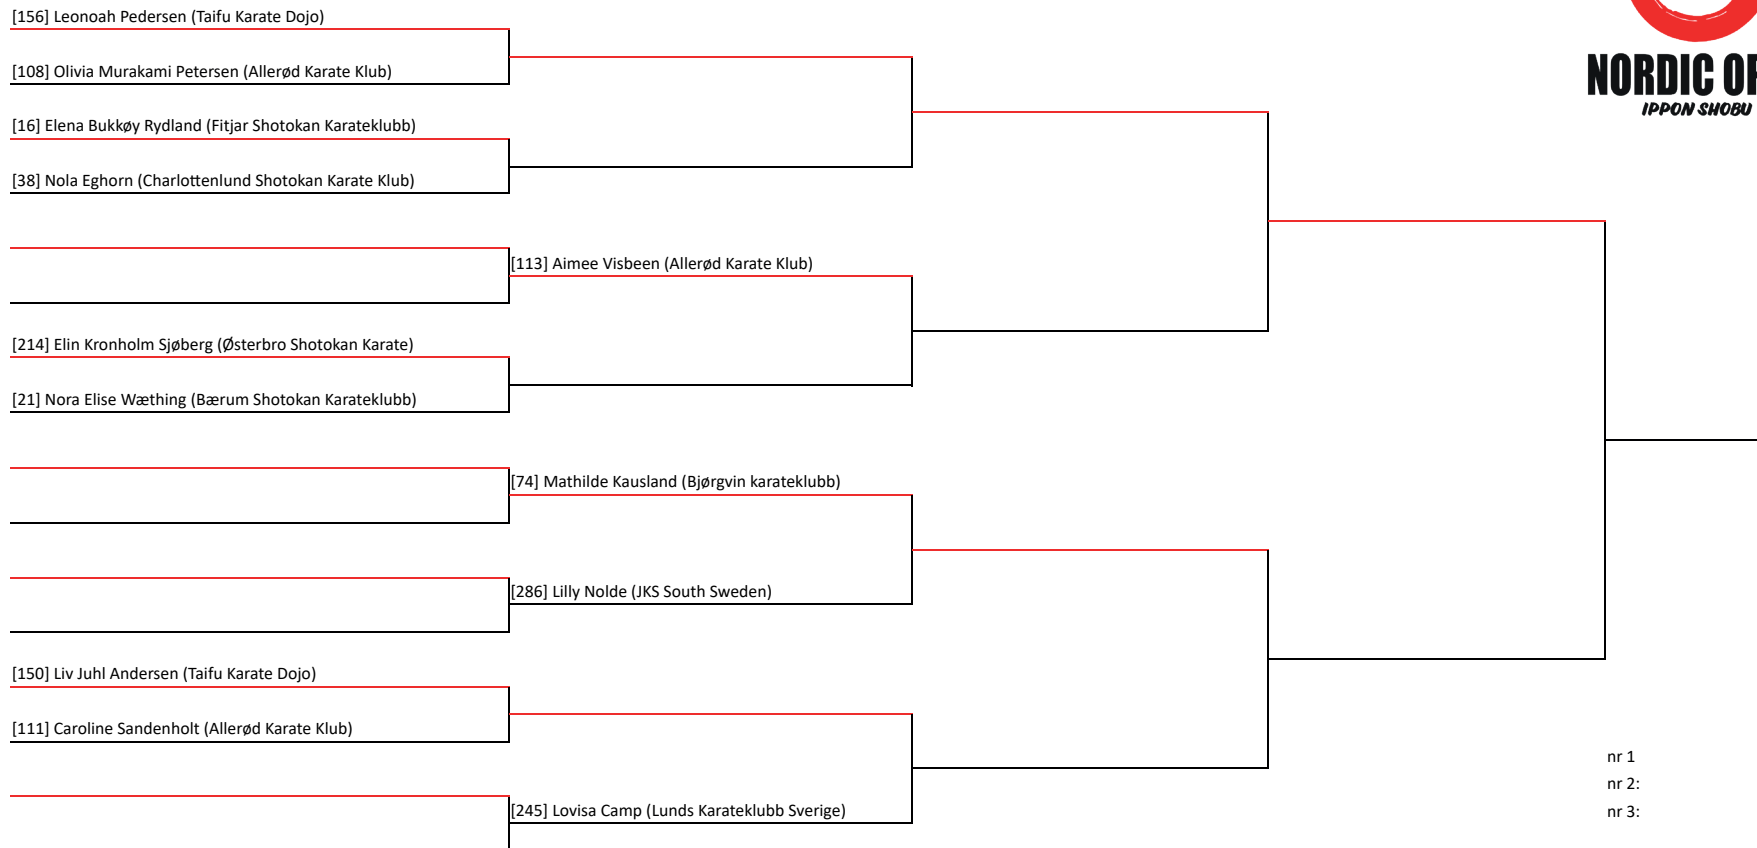 [156] Leonoah Pedersen (Taifu Karate Dojo)
[108] Olivia Murakami Petersen (Allerød Karate Klub)
NORDIC OP
IPPON SHOBU
[16] Elena Bukkøy Rydland (Fitjar Shotokan Karateklubb)
[38] Nola Eghorn (Charlottenlund Shotokan Karate Klub)
[113] Aimee Visbeen (Allerød Karate Klub)
[214] Elin Kronholm Sjøberg (Østerbro Shotokan Karate)
[21] Nora Elise Wæthing (Bærum Shotokan Karateklubb)
[74] Mathilde Kausland (Bjørgvin karateklubb)
[286] Lilly Nolde (JKS South Sweden)
[150] Liv Juhl Andersen (Taifu Karate Dojo)
[111] Caroline Sandenholt (Allerød Karate Klub)
[245] Lovisa Camp (Lunds Karateklubb Sverige)
nr 1
nr 2:
nr 3: